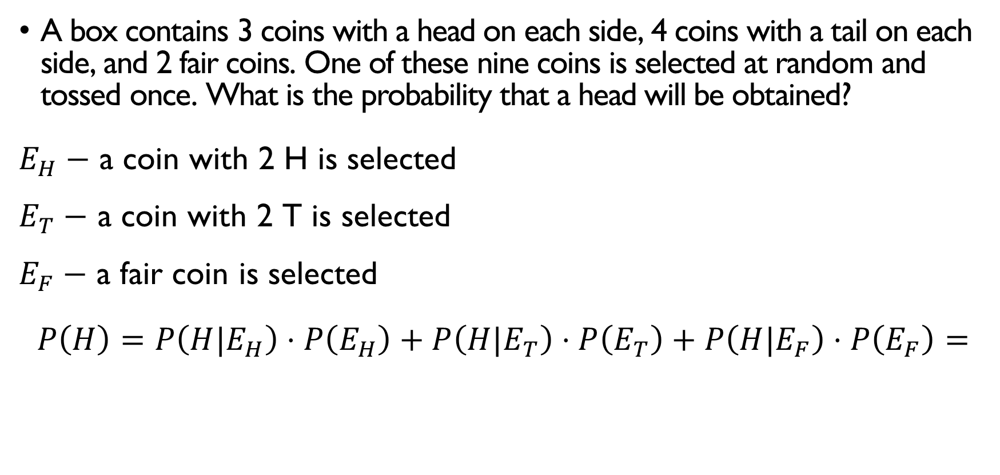 • A box contains 3 coins with a head on each side, 4 coins with a tail on each
side, and 2 fair coins. One of these nine coins is selected at random and
tossed once. What is the probability that a head will be obtained?
E_H − a coin with 2 H is selected
E_T − a coin with 2 T is selected
E_F − a fair coin is selected
P(H) = P(H|E_H) · P(E_H) + P(H|E_T) · P(E_T) + P(H|E_F) · P(E_F) =